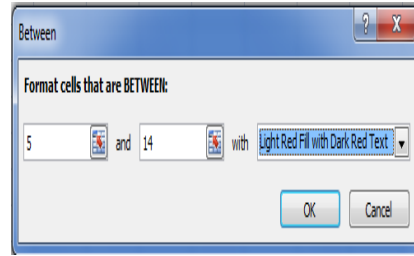 Between
Format cells that are BETWEEN:
5 and 14 with Light Red Fill with Dark Red Text
OK Cancel